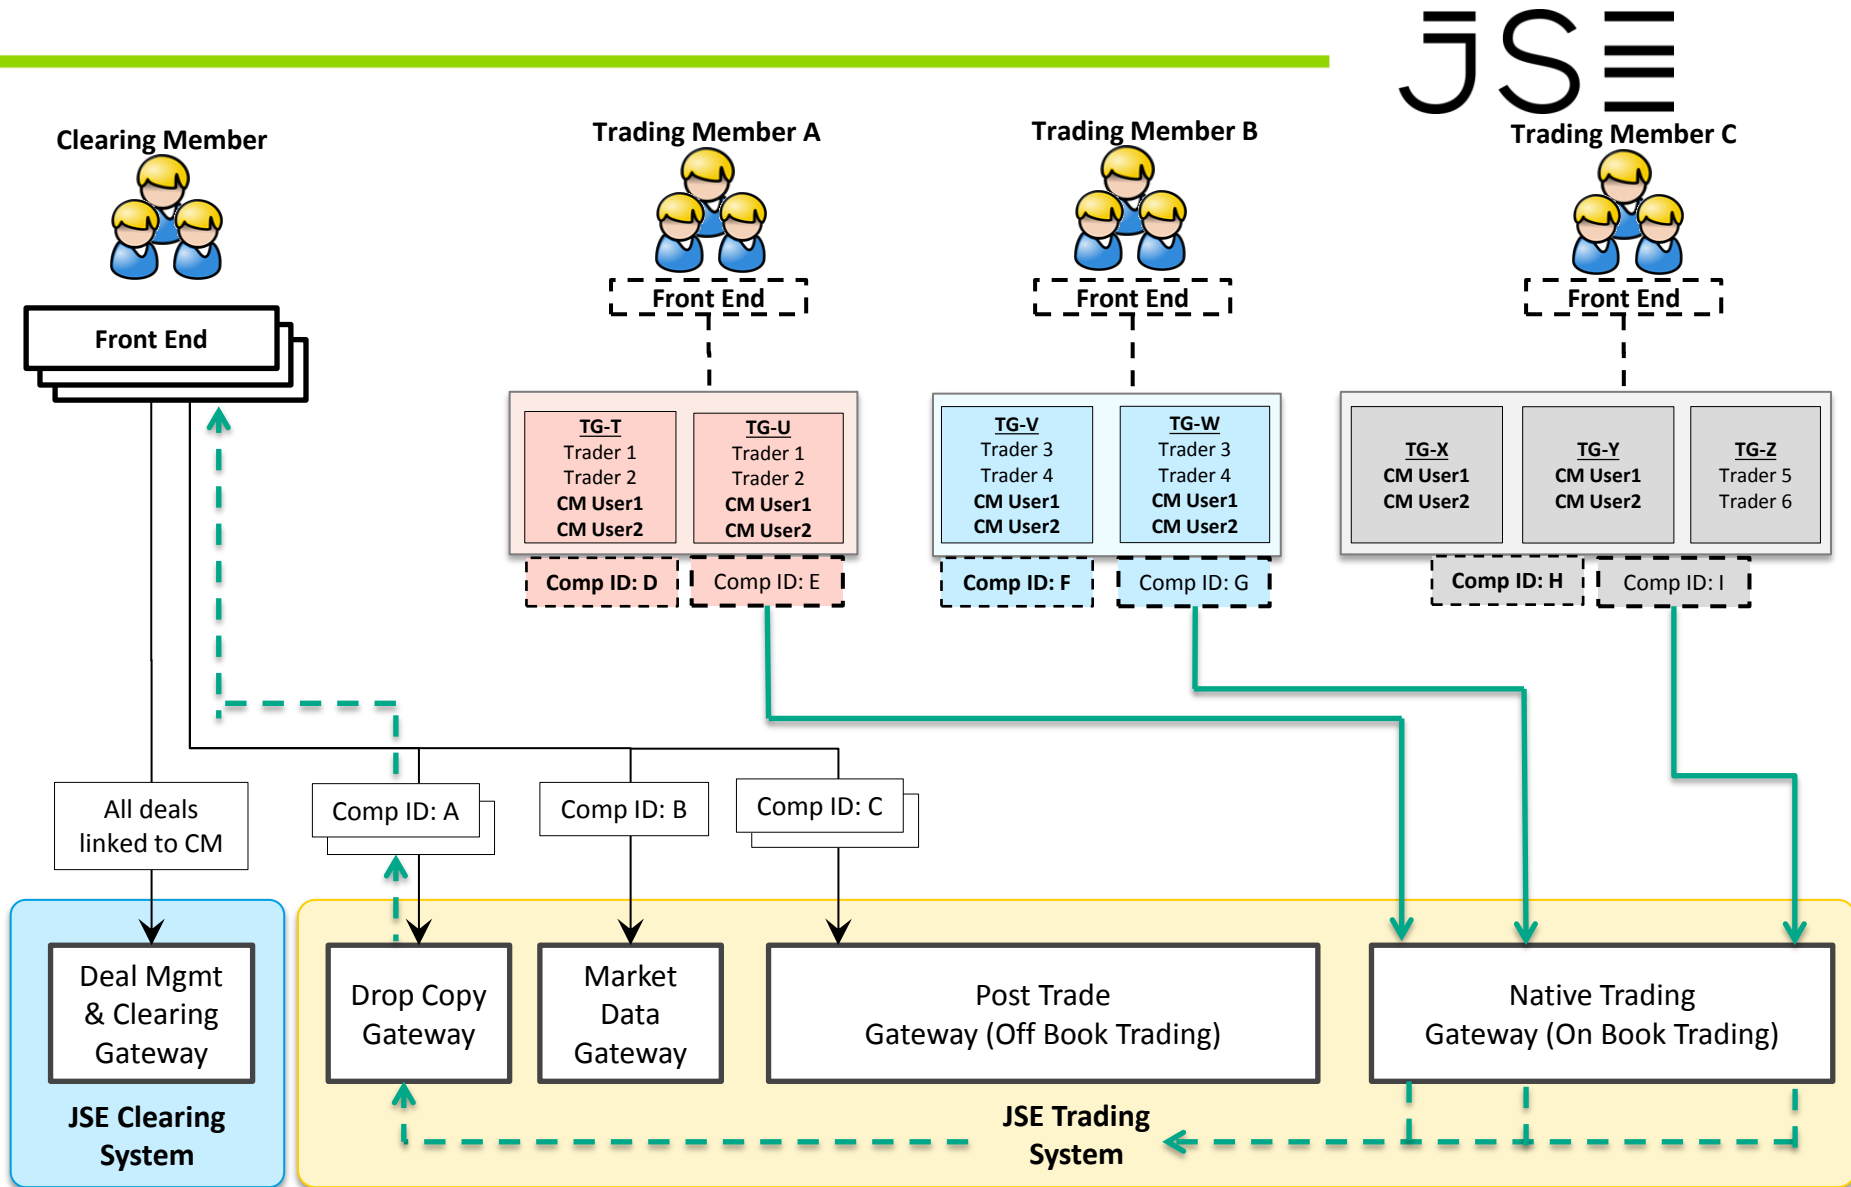 JSE
Clearing Member
Trading Member A
Trading Member B
Trading Member C
Front End
Front End
Front End
Front End
TG-T
Trader 1
Trader 2
CM User1
CM User2
TG-U
Trader 1
Trader 2
CM User1
CM User2
TG-V
Trader 3
Trader 4
CM User1
CM User2
TG-W
Trader 3
Trader 4
CM User1
CM User2
TG-X
CM User1
CM User2
TG-Y
CM User1
CM User2
TG-Z
Trader 5
Trader 6
Comp ID: D
Comp ID: E
Comp ID: F
Comp ID: G
Comp ID: H
Comp ID: I
All deals
linked to CM
Comp ID: A
Comp ID: B
Comp ID: C
Deal Mgmt
& Clearing
Gateway
Drop Copy
Gateway
Market
Data
Gateway
Post Trade
Gateway (Off Book Trading)
Native Trading
Gateway (On Book Trading)
JSE Clearing
System
JSE Trading
System